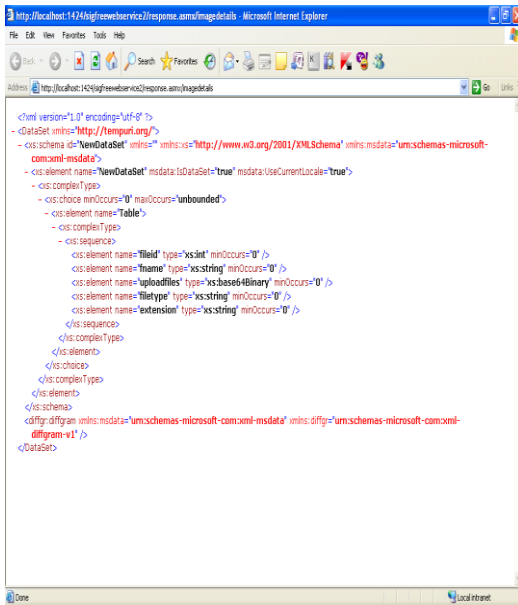 http://localhost:1424/sigfreewebservice2/response.asmx/imagedetails - Microsoft Internet Explorer
File Edit View Favorites Tools Help
Back Search Favorites
Address http://localhost:1424/sigfreewebservice2/response.asmx/imagedetails Go Links
<?xml version="1.0" encoding="utf-8" ?>
- <DataSet xmlns="http://tempuri.org/">
- <xs:schema id="NewDataSet" xmlns="" xmlns:xs="http://www.w3.org/2001/XMLSchema" xmlns:msdata="urn:schemas-microsoft-
com:xml-msdata">
- <xs:element name="NewDataSet" msdata:IsDataSet="true" msdata:UseCurrentLocale="true">
- <xs:complexType>
- <xs:choice minOccurs="0" maxOccurs="unbounded">
- <xs:element name="Table">
- <xs:complexType>
- <xs:sequence>
<xs:element name="fileid" type="xs:int" minOccurs="0" />
<xs:element name="fname" type="xs:string" minOccurs="0" />
<xs:element name="uploadfiles" type="xs:base64Binary" minOccurs="0" />
<xs:element name="filetype" type="xs:string" minOccurs="0" />
<xs:element name="extension" type="xs:string" minOccurs="0" />
</xs:sequence>
</xs:complexType>
</xs:element>
</xs:choice>
</xs:complexType>
</xs:element>
</xs:schema>
<diffgr:diffgram xmlns:msdata="urn:schemas-microsoft-com:xml-msdata" xmlns:diffgr="urn:schemas-microsoft-com:xml-
diffgram-v1" />
</DataSet>
Done Local intranet